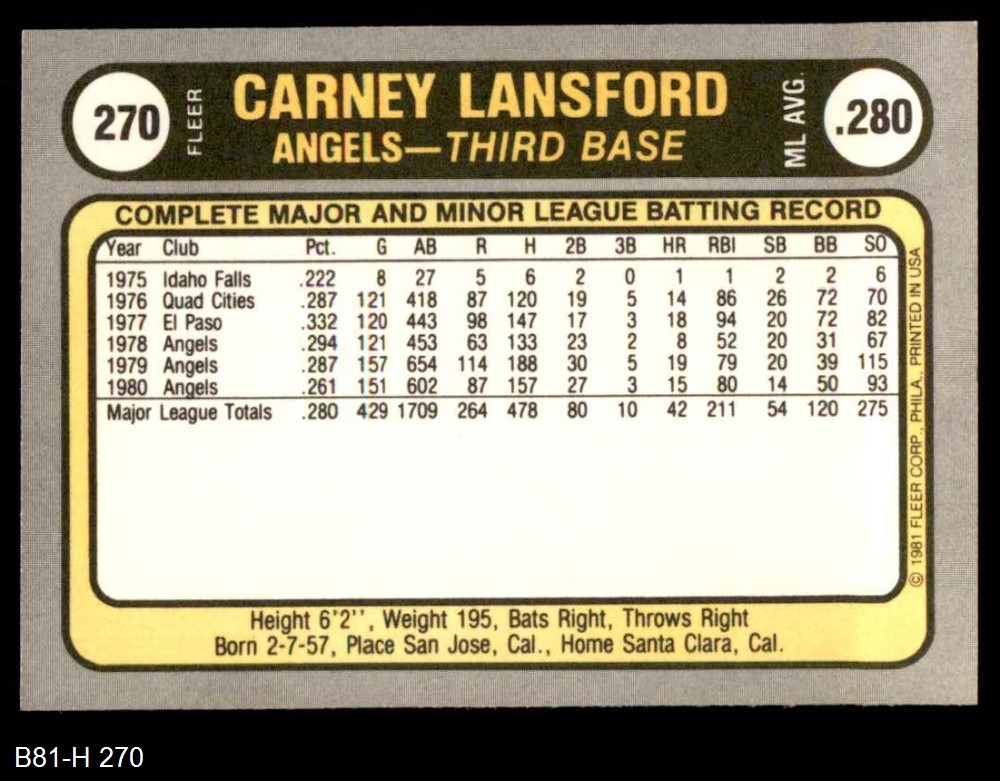 270 FLEER CARNEY LANSFORD ML AVG. .280
ANGELS—THIRD BASE
COMPLETE MAJOR AND MINOR LEAGUE BATTING RECORD
Year Club Pct. G AB R H 2B 3B HR RBI SB BB SO
1975 Idaho Falls .222 8 27 5 6 2 0 1 1 2 2 6
1976 Quad Cities .287 121 418 87 120 19 5 14 86 26 72 70
1977 El Paso .332 120 443 98 147 17 3 18 94 20 72 82
1978 Angels .294 121 453 63 133 23 2 8 52 20 31 67
1979 Angels .287 157 654 114 188 30 5 19 79 20 39 115
1980 Angels .261 151 602 87 157 27 3 15 80 14 50 93
Major League Totals .280 429 1709 264 478 80 10 42 211 54 120 275
© 1981 FLEER CORP., PHILA., PRINTED IN USA
Height 6'2'', Weight 195, Bats Right, Throws Right
Born 2-7-57, Place San Jose, Cal., Home Santa Clara, Cal.
B81-H 270